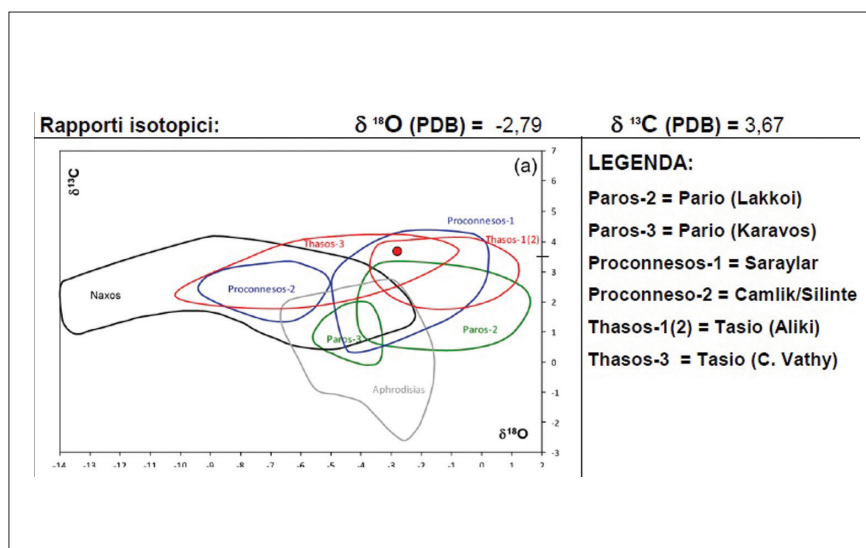 Rapporti isotopici: δ ¹⁸O (PDB) = -2,79 δ ¹³C (PDB) = 3,67
(a)
δ¹³C
Proconnesos-1
Thasos-3
Thasos-1(2)
Naxos
Proconnesos-2
Paros-3
Paros-2
Aphrodisias
δ¹⁸O
7
6
5
4
3
2
1
0
-1
-2
-3
-14 -13 -12 -11 -10 -9 -8 -7 -6 -5 -4 -3 -2 -1 0 1 2
LEGENDA:
Paros-2 = Pario (Lakkoi)
Paros-3 = Pario (Karavos)
Proconnesos-1 = Saraylar
Proconneso-2 = Camlik/Silinte
Thasos-1(2) = Tasio (Aliki)
Thasos-3 = Tasio (C. Vathy)